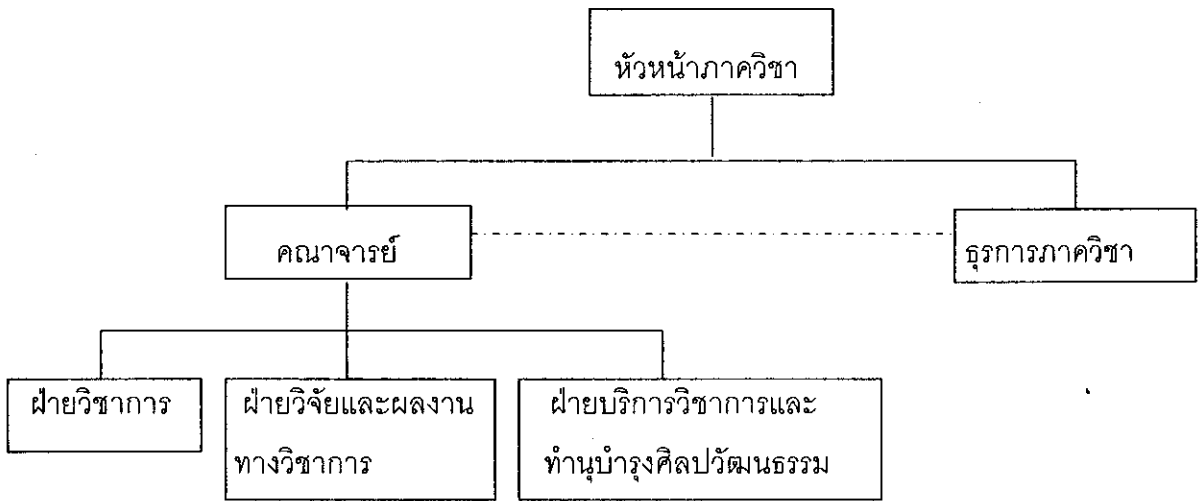 หัวหน้าภาควิชา
คณาจารย์
ธุรการภาควิชา
ฝ่ายวิชาการ
ฝ่ายวิจัยและผลงาน
ทางวิชาการ
ฝ่ายบริการวิชาการและ
ทำนุบำรุงศิลปวัฒนธรรม